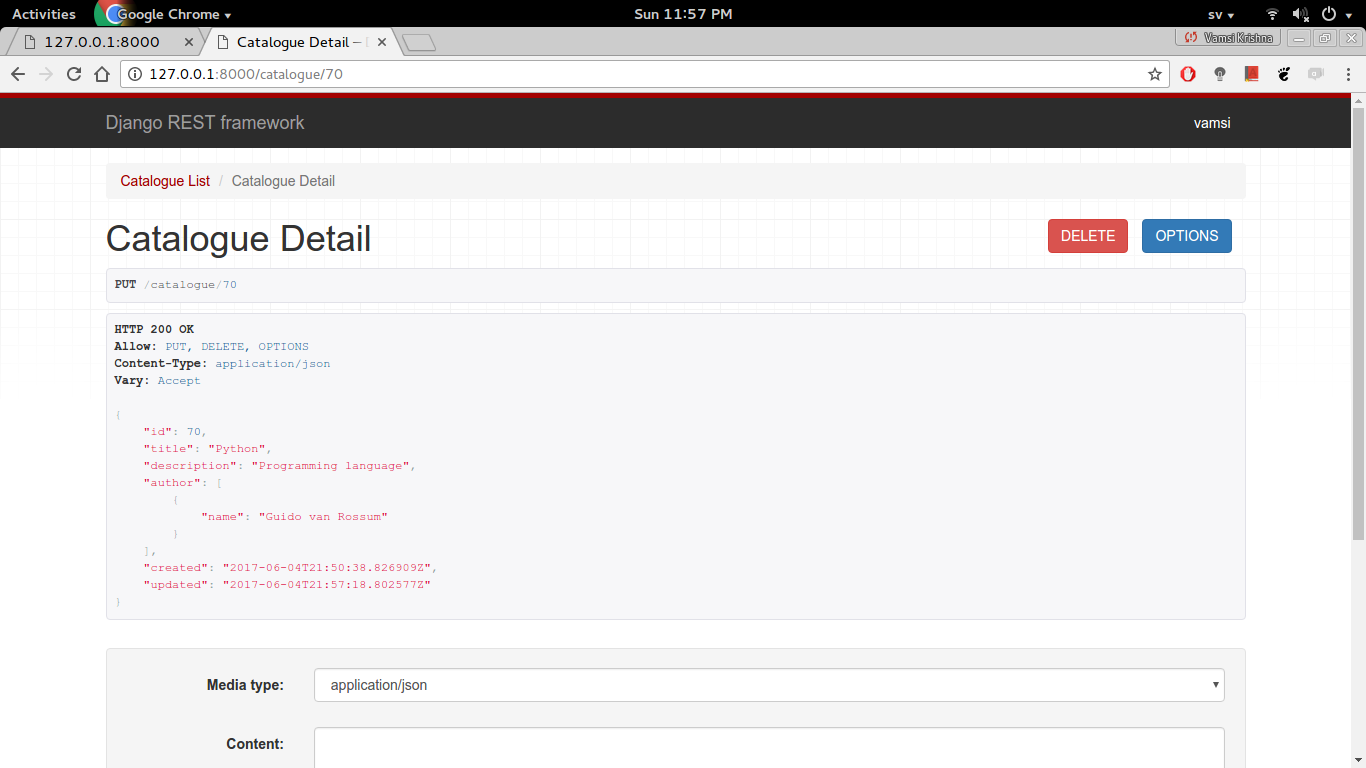 Activities Google Chrome Sun 11:57 PM sv
127.0.0.1:8000 Catalogue Detail – Vamsi Krishna
127.0.0.1:8000/catalogue/70
Django REST framework vamsi
Catalogue List / Catalogue Detail
Catalogue Detail DELETE OPTIONS
PUT /catalogue/70
HTTP 200 OK
Allow: PUT, DELETE, OPTIONS
Content-Type: application/json
Vary: Accept
{
"id": 70,
"title": "Python",
"description": "Programming language",
"author": [
{
"name": "Guido van Rossum"
}
],
"created": "2017-06-04T21:50:38.826909Z",
"updated": "2017-06-04T21:57:18.802577Z"
}
Media type: application/json
Content: